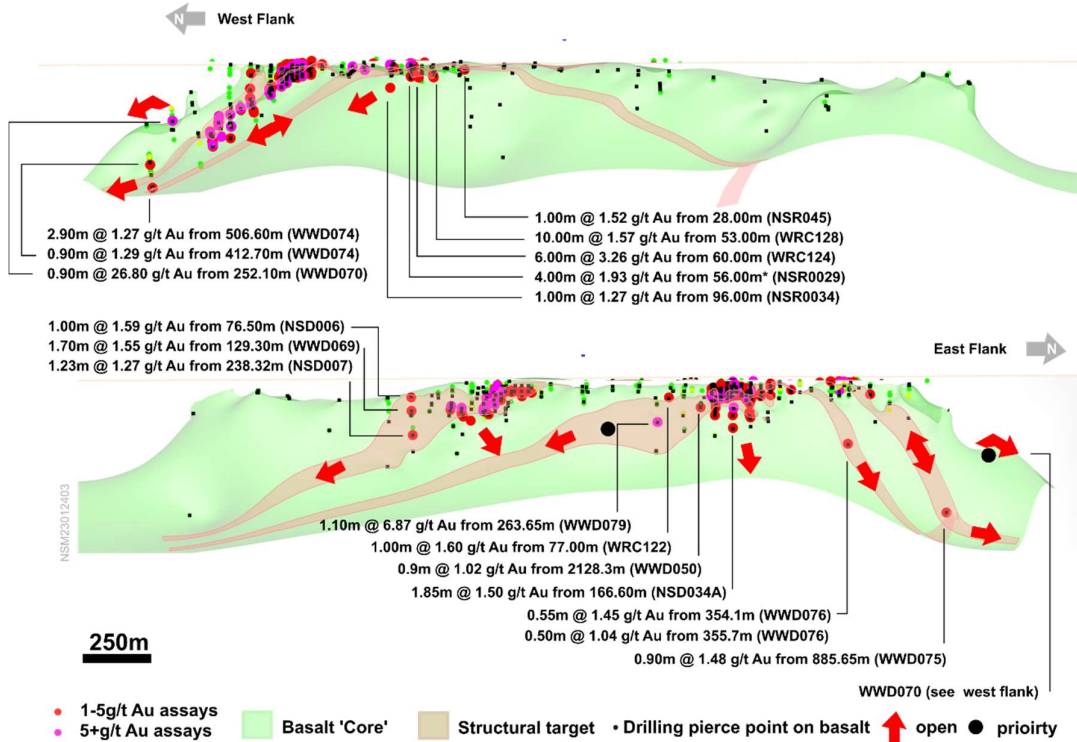 N West Flank
2.90m @ 1.27 g/t Au from 506.60m (WWD074)
0.90m @ 1.29 g/t Au from 412.70m (WWD074)
0.90m @ 26.80 g/t Au from 252.10m (WWD070)
1.00m @ 1.52 g/t Au from 28.00m (NSR045)
10.00m @ 1.57 g/t Au from 53.00m (WRC128)
6.00m @ 3.26 g/t Au from 60.00m (WRC124)
4.00m @ 1.93 g/t Au from 56.00m* (NSR0029)
1.00m @ 1.27 g/t Au from 96.00m (NSR0034)
1.00m @ 1.59 g/t Au from 76.50m (NSD006)
1.70m @ 1.55 g/t Au from 129.30m (WWD069)
1.23m @ 1.27 g/t Au from 238.32m (NSD007)
East Flank N
NSM23012403
1.10m @ 6.87 g/t Au from 263.65m (WWD079)
1.00m @ 1.60 g/t Au from 77.00m (WRC122)
0.9m @ 1.02 g/t Au from 2128.3m (WWD050)
1.85m @ 1.50 g/t Au from 166.60m (NSD034A)
0.55m @ 1.45 g/t Au from 354.1m (WWD076)
0.50m @ 1.04 g/t Au from 355.7m (WWD076)
0.90m @ 1.48 g/t Au from 885.65m (WWD075)
WWD070 (see west flank)
250m
1-5g/t Au assays
5+g/t Au assays
Basalt 'Core'
Structural target
Drilling pierce point on basalt
open
prioirty